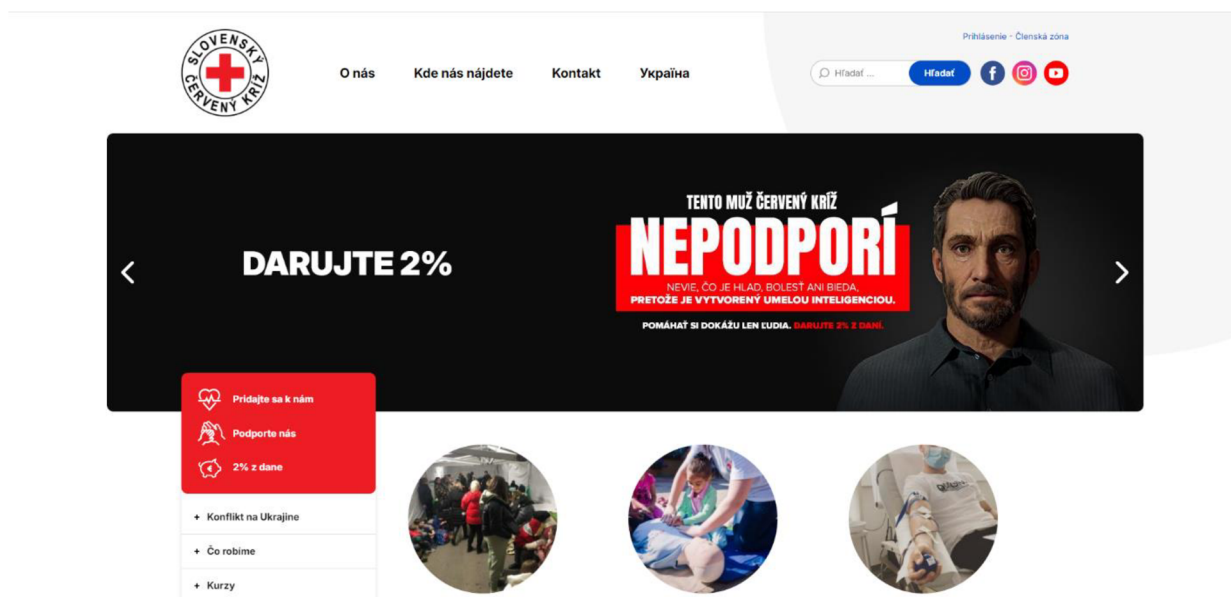 SLOVENSKÝ
ČERVENÝ KRÍŽ
O nás
Kde nás nájdete
Kontakt
Україна
Prihlásenie - Členská zóna
Hľadať ...
Hľadať
DARUJTE 2%
TENTO MUŽ ČERVENÝ KRÍŽ
NEPODPORÍ
NEVIE, ČO JE HLAD, BOLESŤ ANI BIEDA,
PRETOŽE JE VYTVORENÝ UMELOU INTELIGENCIOU.
POMÁHAŤ SI DOKÁŽU LEN ĽUDIA. DARUJTE 2% Z DANÍ.
Pridajte sa k nám
Podporte nás
2% z dane
+ Konflikt na Ukrajine
+ Čo robíme
+ Kurzy